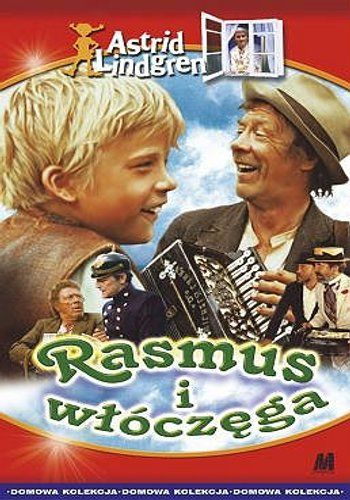 Astrid
Lindgren
Rasmus
i
włóczęga
DOMOWA KOLEKCJA·DOMOWA KOLEKCJA·DOMOWA KOLEKCJA·
M